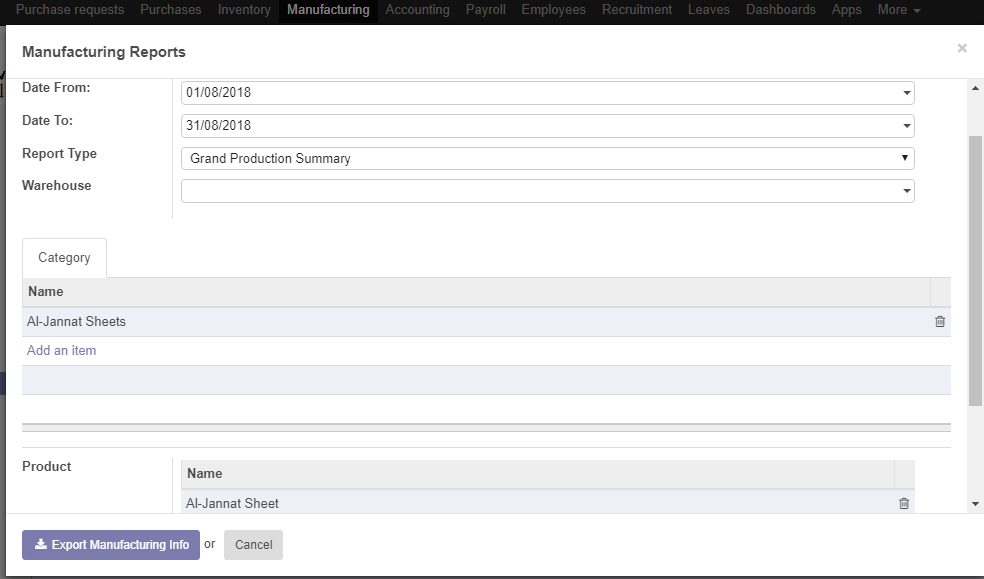 Purchase requests Purchases Inventory Manufacturing Accounting Payroll Employees Recruitment Leaves Dashboards Apps More
Manufacturing Reports ×
Date From: 01/08/2018
Date To: 31/08/2018
Report Type Grand Production Summary
Warehouse
Category
Name
Al-Jannat Sheets
Add an item
Product Name
Al-Jannat Sheet
Export Manufacturing Info or Cancel